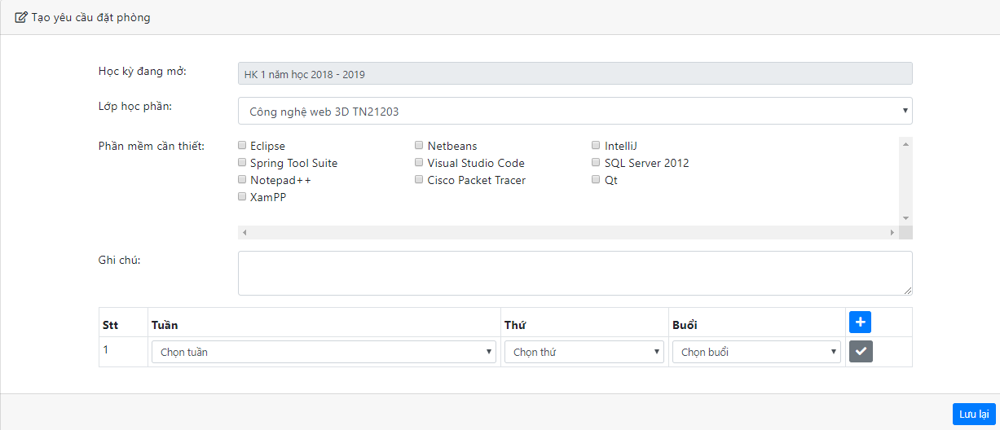 Tạo yêu cầu đặt phòng
Học kỳ đang mở: HK 1 năm học 2018 - 2019
Lớp học phần: Công nghệ web 3D TN21203
Phần mềm cần thiết: Eclipse Netbeans IntelliJ
Spring Tool Suite Visual Studio Code SQL Server 2012
Notepad++ Cisco Packet Tracer Qt
XamPP
Ghi chú:
Stt Tuần Thứ Buổi
1 Chọn tuần Chọn thứ Chọn buổi
Lưu lại